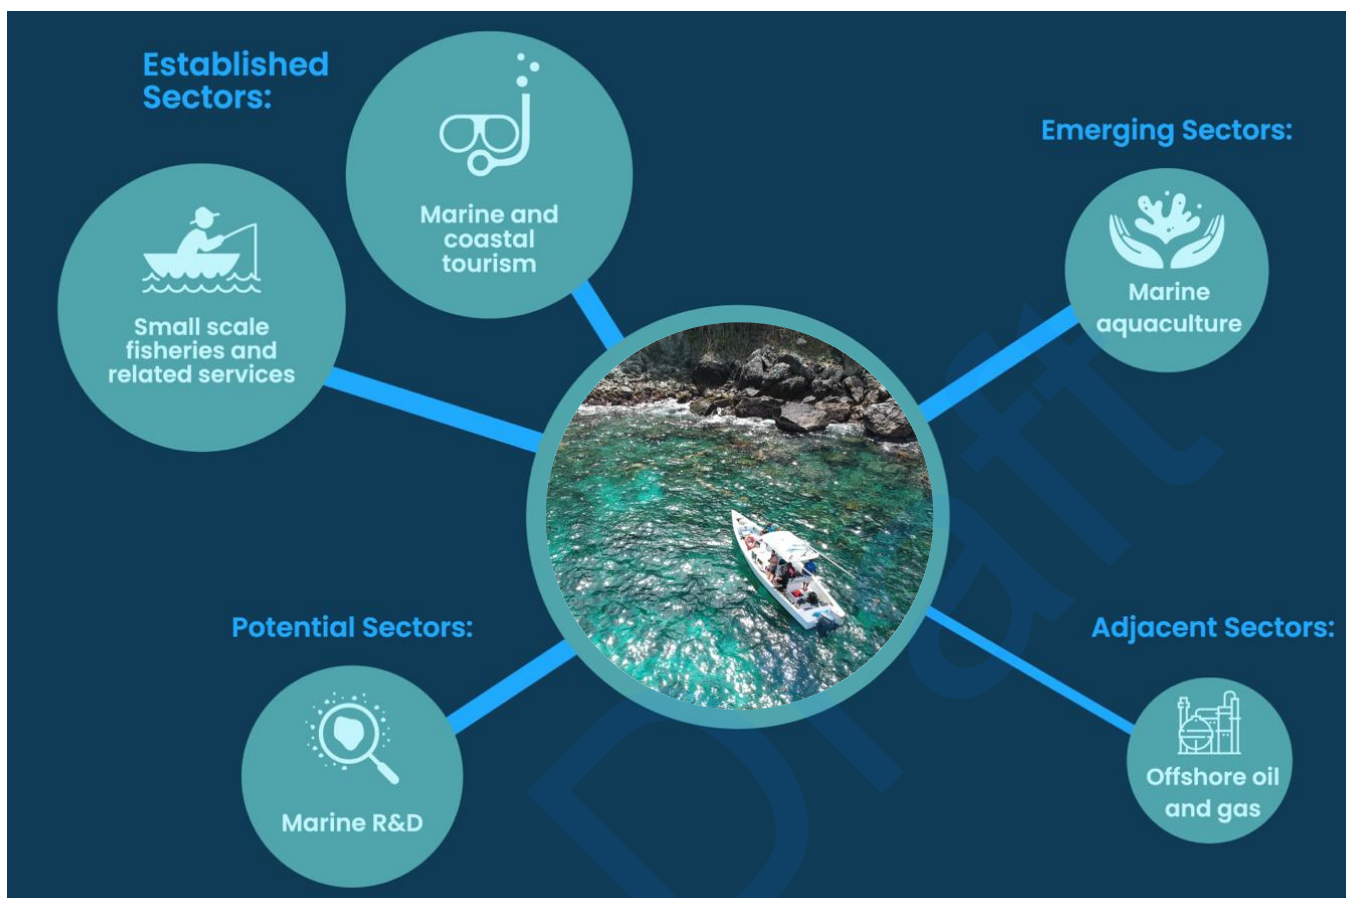 Established
Sectors:
Marine and
coastal
tourism
Small scale
fisheries and
related services
Emerging Sectors:
Marine
aquaculture
Potential Sectors:
Marine R&D
Adjacent Sectors:
Offshore oil
and gas
Draft